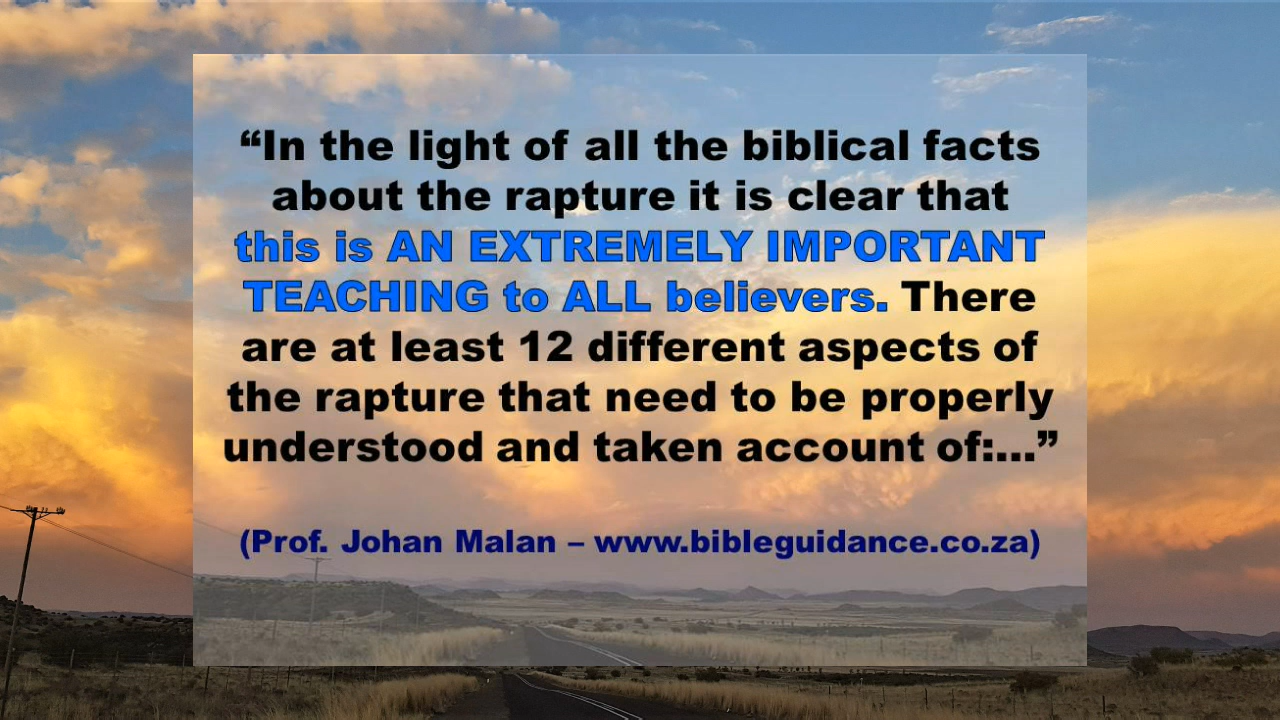 “In the light of all the biblical facts
about the rapture it is clear that
this is AN EXTREMELY IMPORTANT
TEACHING to ALL believers. There
are at least 12 different aspects of
the rapture that need to be properly
understood and taken account of:...”
(Prof. Johan Malan – www.bibleguidance.co.za)